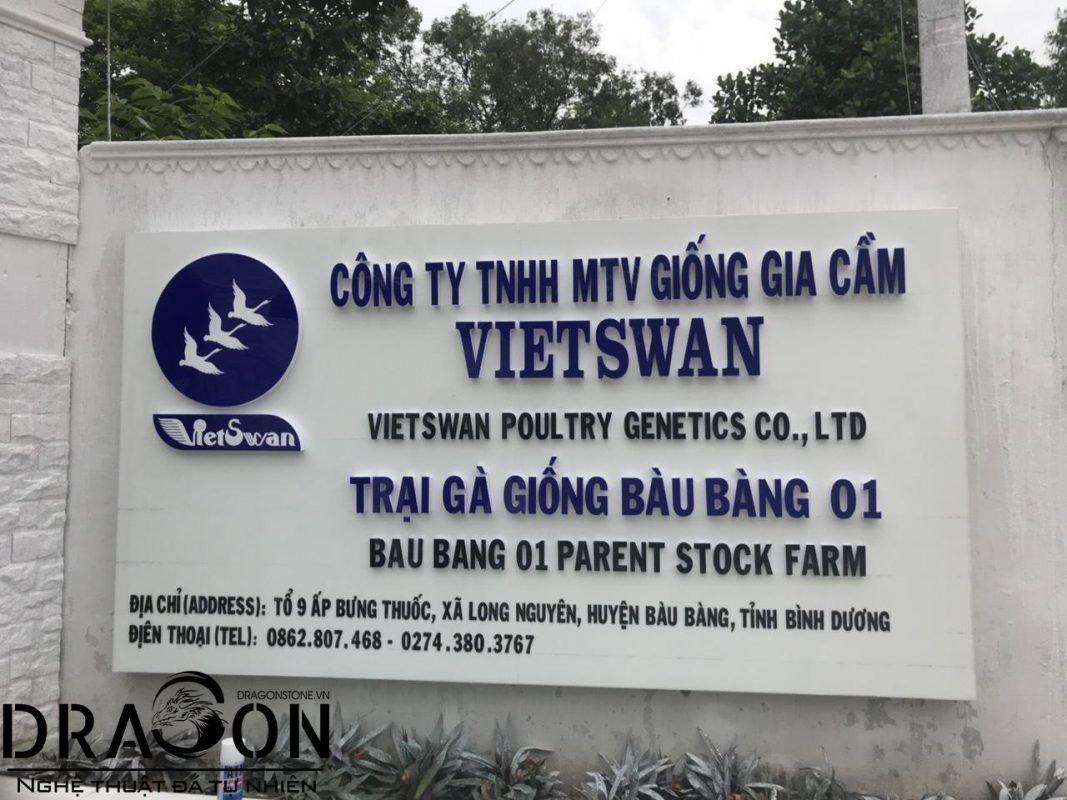 CÔNG TY TNHH MTV GIỐNG GIA CẦM
VIETSWAN
VietSwan
VIETSWAN POULTRY GENETICS CO., LTD
TRẠI GÀ GIỐNG BÀU BÀNG 01
BAU BANG 01 PARENT STOCK FARM
ĐỊA CHỈ (ADDRESS): TỔ 9 ẤP BƯNG THUỐC, XÃ LONG NGUYÊN, HUYỆN BÀU BÀNG, TỈNH BÌNH DƯƠNG
ĐIỆN THOẠI (TEL): 0862.807.468 - 0274.380.3767
DRAGONSTONE.VN
DRAGON
NGHỆ THUẬT ĐÁ TỰ NHIÊN